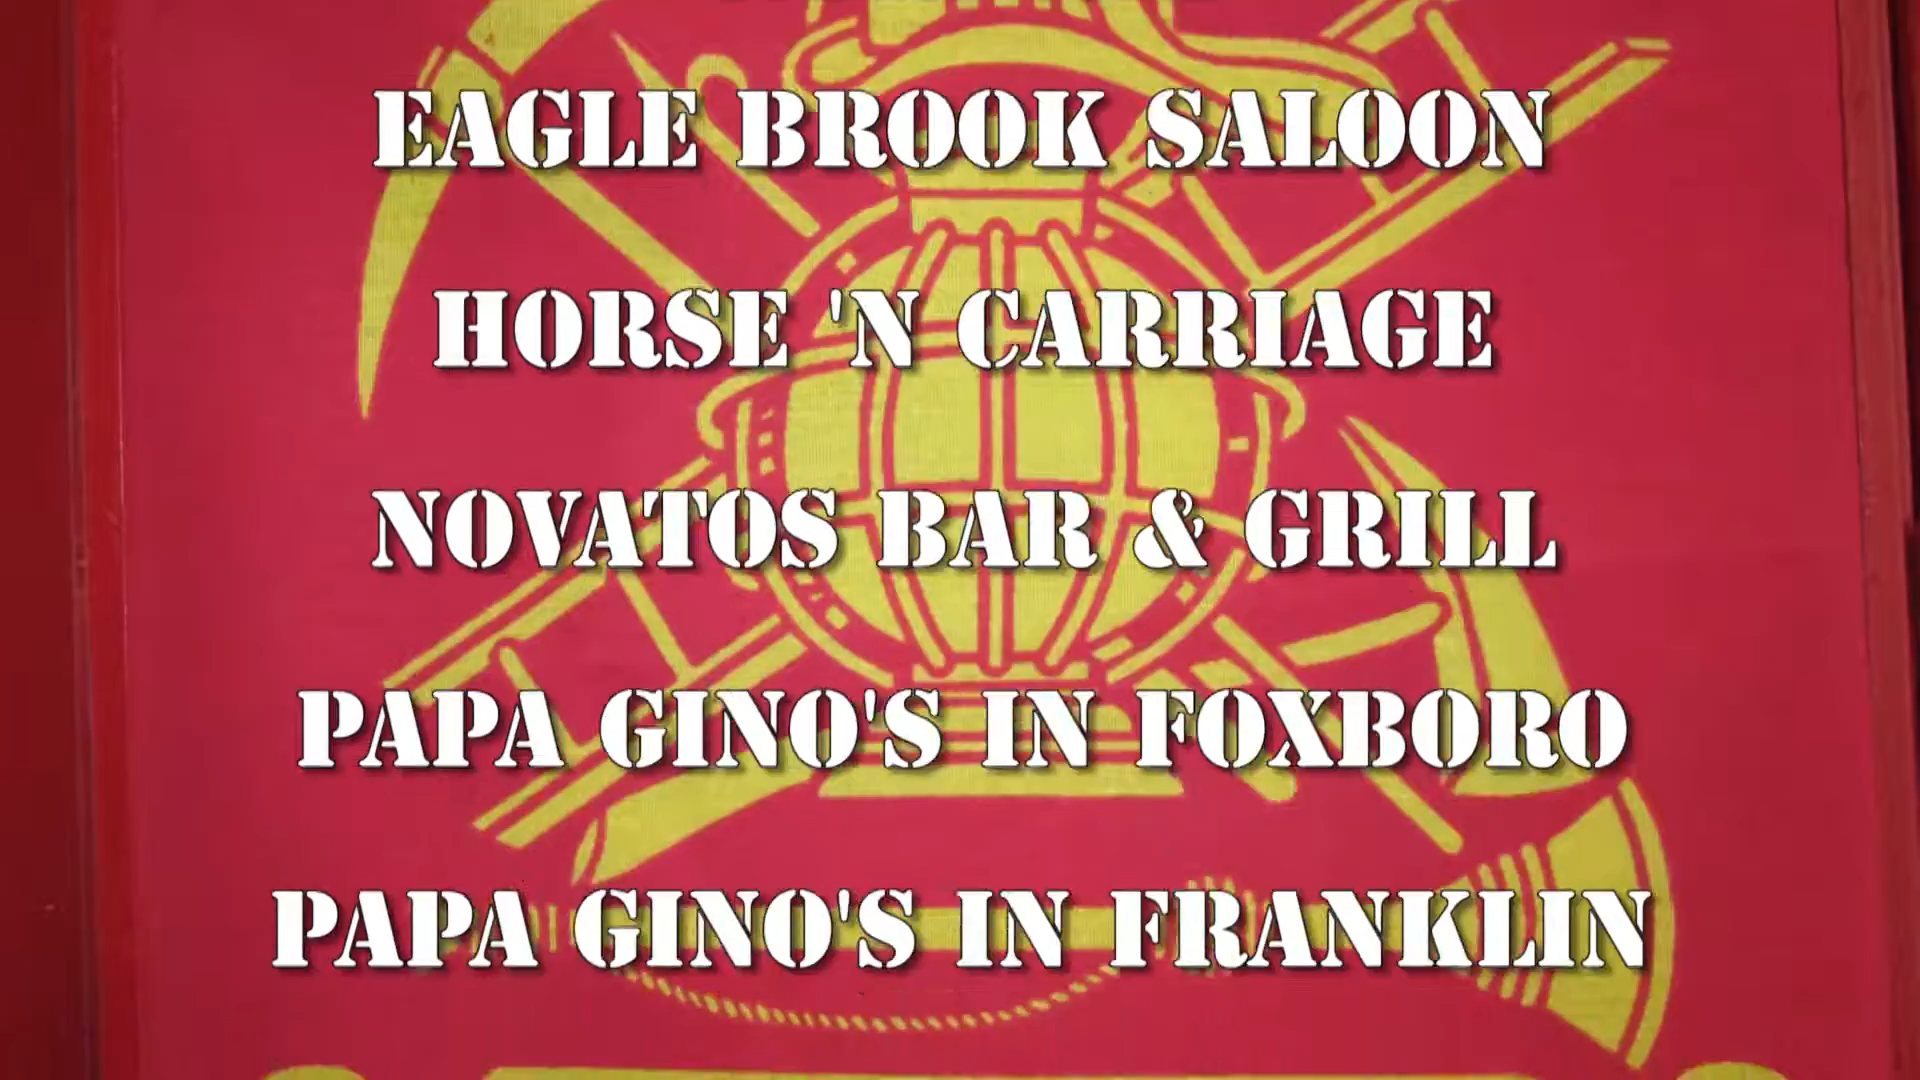 EAGLE BROOK SALOON
HORSE 'N CARRIAGE
NOVATOS BAR & GRILL
PAPA GINO'S IN FOXBORO
PAPA GINO'S IN FRANKLIN